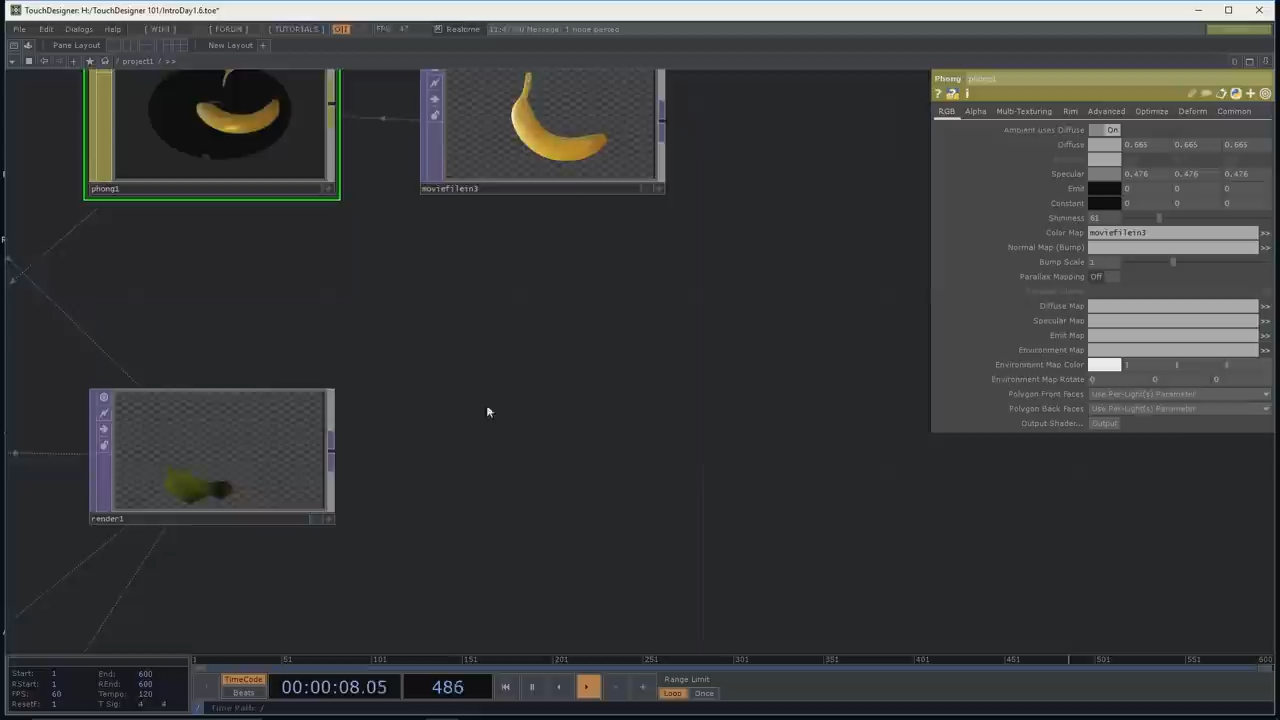 TouchDesigner: H:/TouchDesigner 101/IntroDay1.6.toe*
File Edit Dialogs Help [ WIKI ] [ FORUM ] [ TUTORIALS ] Off FPS: 47 Realtime
Pane Layout New Layout +
/ project1 / >>
phong1
moviefilein3
render1
Phong phong1
? i
RGB Alpha Multi-Texturing Rim Advanced Optimize Deform Common
Ambient uses Diffuse On
Diffuse 0.665 0.665 0.665
Specular 0.476 0.476 0.476
Emit 0 0 0
Constant 0 0 0
Shininess 61
Color Map moviefilein3 >>
Normal Map (Bump) >>
Bump Scale 1
Parallax Mapping Off
Diffuse Map >>
Specular Map >>
Emit Map >>
Environment Map >>
Environment Map Color 1 1 1
Environment Map Rotate 0 0 0
Polygon Front Faces Use Per-Light(s) Parameter
Polygon Back Faces Use Per-Light(s) Parameter
Output Shader... Output
1 51 101 151 201 251 301 351 401 451 501 551 600
Start: 1 End: 600
RStart: 1 REnd: 600
FPS: 60 Tempo: 120
ResetF: 1 T Sig: 4 4
TimeCode
Beats
00:00:08.05
486
Range Limit
Loop Once
/ Time Path: /